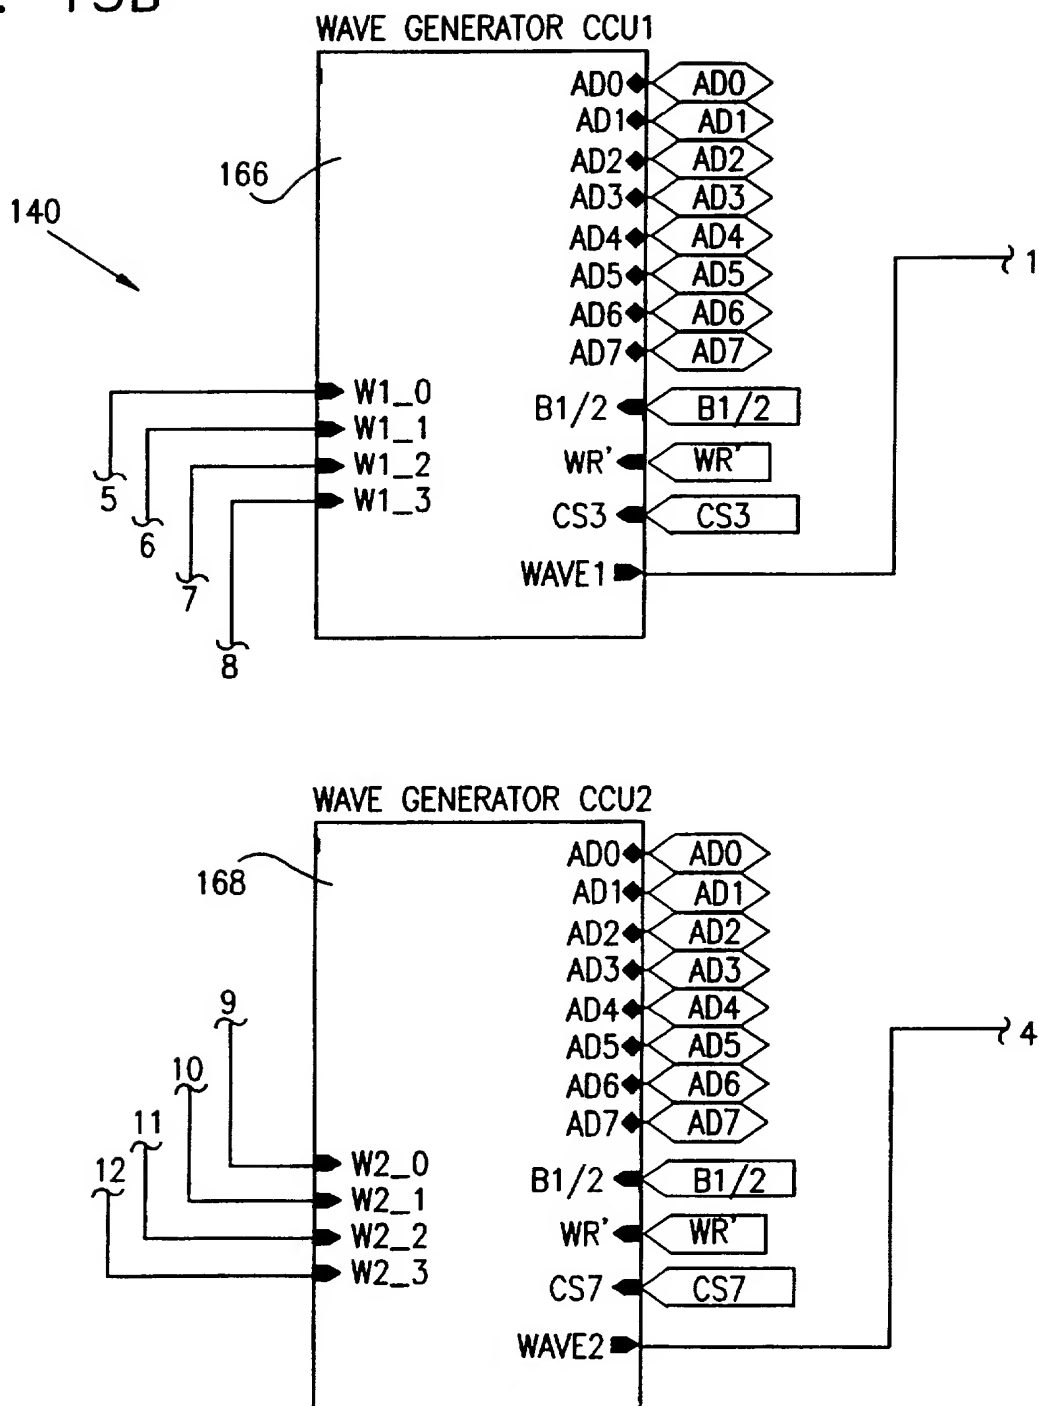 WAVE GENERATOR CCU1
AD0 AD0
AD1 AD1
AD2 AD2
166
AD3 AD3
140
AD4 AD4
AD5 AD5
1
AD6 AD6
AD7 AD7
W1_0
B1/2 B1/2
W1_1
W1_2
WR' WR'
5
W1_3
CS3 CS3
6
WAVE1
7
8
WAVE GENERATOR CCU2
AD0 AD0
168
AD1 AD1
AD2 AD2
AD3 AD3
9
AD4 AD4
4
AD5 AD5
10
AD6 AD6
11
AD7 AD7
12
W2_0
B1/2 B1/2
W2_1
W2_2
WR' WR'
W2_3
CS7 CS7
WAVE2